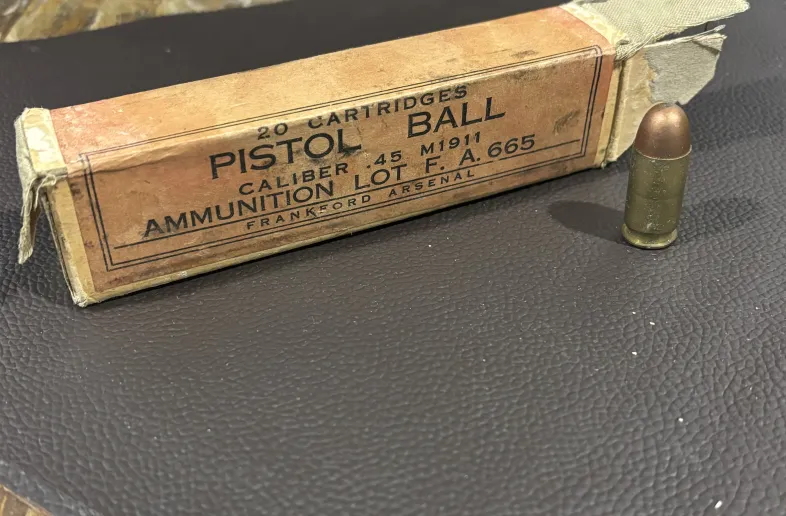 20 CARTRIDGES
PISTOL BALL
CALIBER .45 M1911
AMMUNITION LOT F. A. 665
FRANKFORD ARSENAL